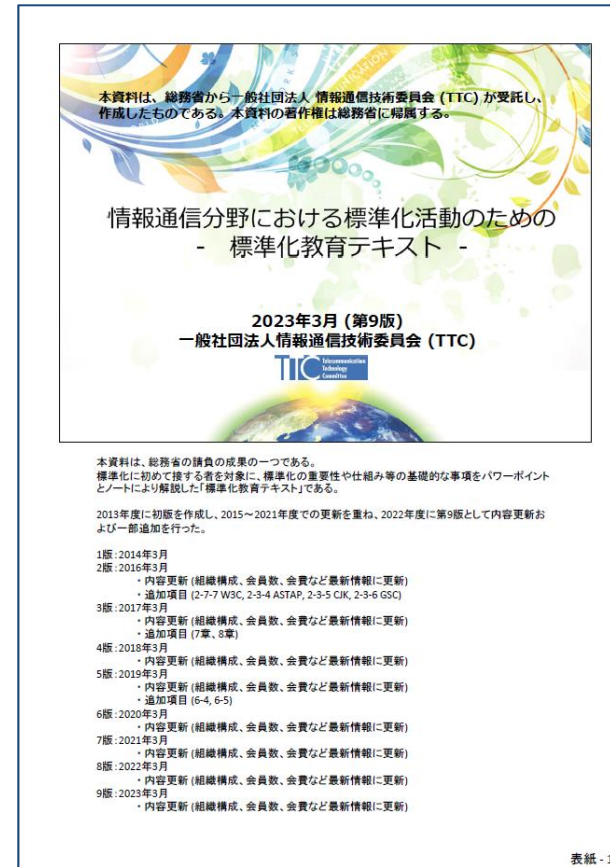 本資料は、総務省から一般社団法人 情報通信技術委員会 (TTC) が受託し、
作成したものである。本資料の著作権は総務省に帰属する。
情報通信分野における標準化活動のための
- 標準化教育テキスト -
2023年3月 (第9版)
一般社団法人情報通信技術委員会 (TTC)
TTC Telecommunication
Technology
Committee
本資料は、総務省の請負の成果の一つである。
標準化に初めて接する者を対象に、標準化の重要性や仕組み等の基礎的な事項をパワーポイント
とノートにより解説した「標準化教育テキスト」である。
2013年度に初版を作成し、2015~2021年度での更新を重ね、2022年度に第9版として内容更新お
よび一部追加を行った。
1版:2014年3月
2版:2016年3月
・内容更新 (組織構成、会員数、会費など最新情報に更新)
・追加項目 (2-7-7 W3C, 2-3-4 ASTAP, 2-3-5 CJK, 2-3-6 GSC)
3版:2017年3月
・内容更新 (組織構成、会員数、会費など最新情報に更新)
・追加項目 (7章、8章)
4版:2018年3月
・内容更新 (組織構成、会員数、会費など最新情報に更新)
5版:2019年3月
・内容更新 (組織構成、会員数、会費など最新情報に更新)
・追加項目 (6-4, 6-5)
6版:2020年3月
・内容更新 (組織構成、会員数、会費など最新情報に更新)
7版:2021年3月
・内容更新 (組織構成、会員数、会費など最新情報に更新)
8版:2022年3月
・内容更新 (組織構成、会員数、会費など最新情報に更新)
9版:2023年3月
・内容更新 (組織構成、会員数、会費など最新情報に更新)
表紙 - 1